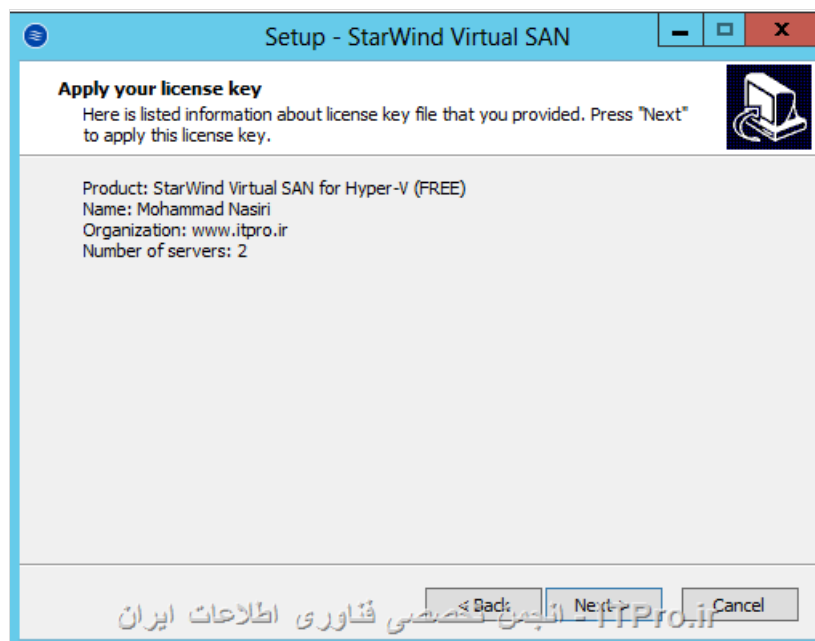 Setup - StarWind Virtual SAN
Apply your license key
Here is listed information about license key file that you provided. Press "Next"
to apply this license key.
Product: StarWind Virtual SAN for Hyper-V (FREE)
Name: Mohammad Nasiri
Organization: www.itpro.ir
Number of servers: 2
< Back
Next >
Cancel
ITPro.ir - انجمن تخصصی فناوری اطلاعات ایران